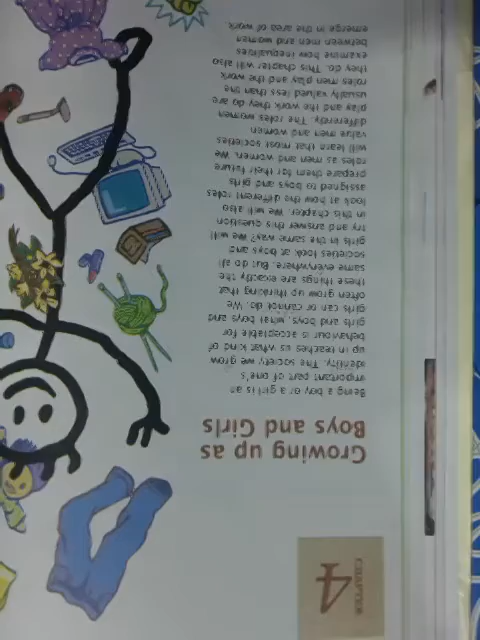 CHAPTER
4
Growing up as
Boys and Girls
Being a boy or a girl is an
important part of one's
identity. The society we grow
up in teaches us what kind of
behaviour is acceptable for
girls and boys, what boys and
girls can or cannot do. We
often grow up thinking that
these things are exactly the
same everywhere. But do all
societies look at boys and
girls in the same way? We will
try and answer this question
in this chapter. We will also
look at how the different roles
assigned to boys and girls
prepare them for their future
roles as men and women. We
will learn that most societies
value men and women
differently. The roles women
play and the work they do are
usually valued less than the
roles men play and the work
they do. This chapter will also
examine how inequalities
between men and women
emerge in the area of work